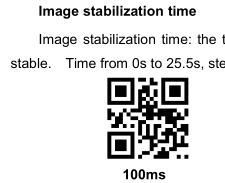 Image stabilization time
Image stabilization time: the t
stable. Time from 0s to 25.5s, ste
100ms